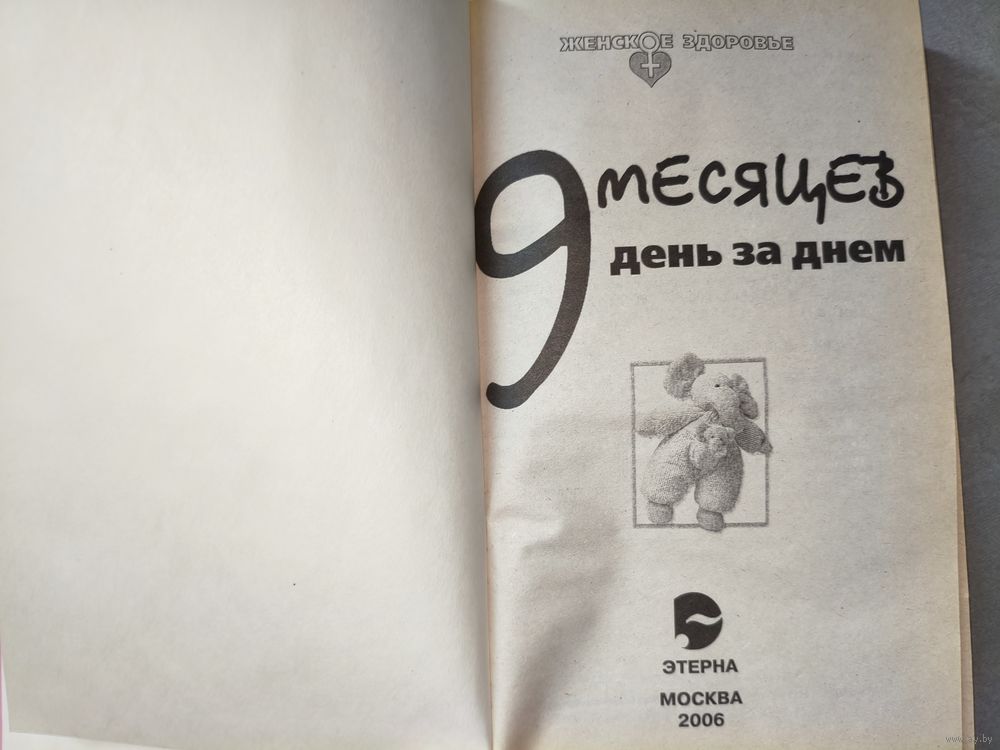 ЖЕНСКОЕ ЗДОРОВЬЕ
9 МЕСЯЦЕВ
день за днем
ЭТЕРНА
МОСКВА
2006